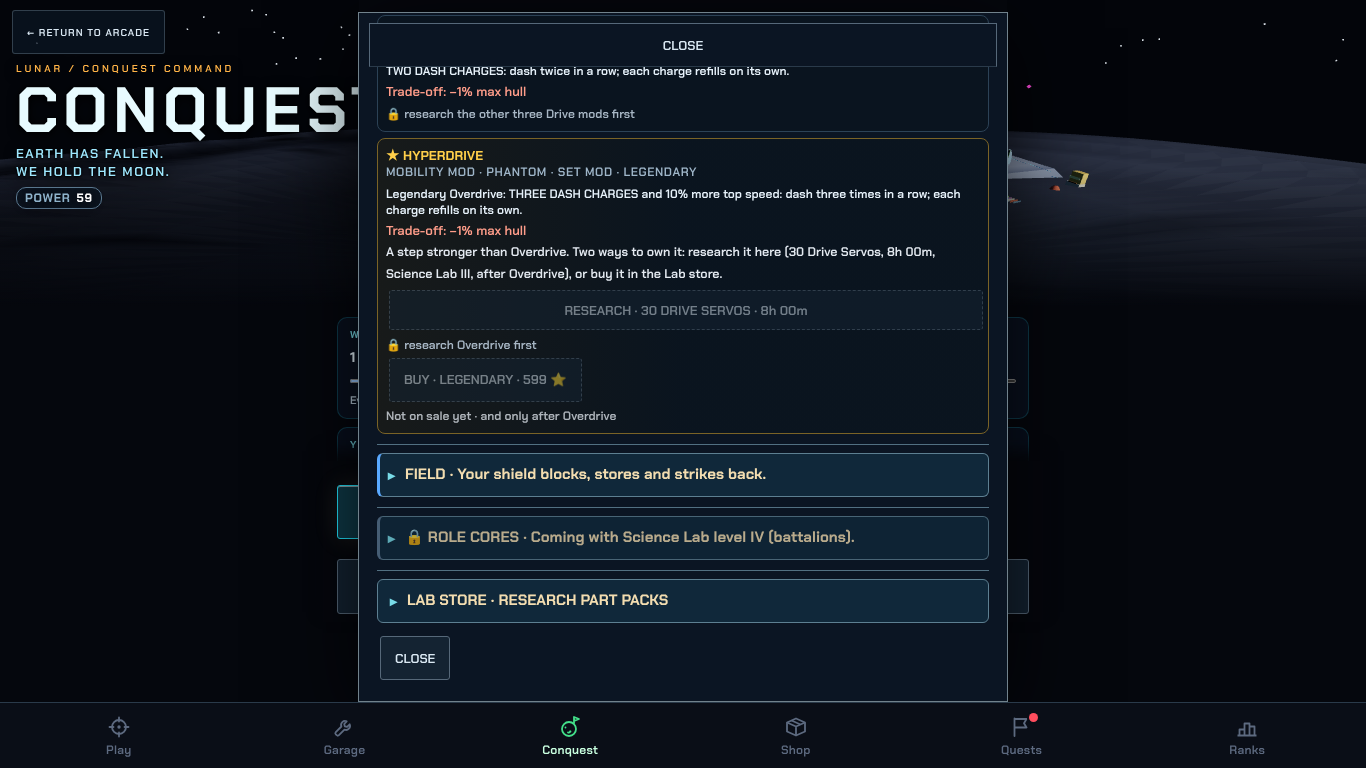 ← RETURN TO ARCADE
LUNAR / CONQUEST COMMAND
CONQUEST
EARTH HAS FALLEN.
WE HOLD THE MOON.
POWER 59
CLOSE
TWO DASH CHARGES: dash twice in a row; each charge refills on its own.
Trade-off: −1% max hull
🔒 research the other three Drive mods first
★ HYPERDRIVE
MOBILITY MOD · PHANTOM · SET MOD · LEGENDARY
Legendary Overdrive: THREE DASH CHARGES and 10% more top speed: dash three times in a row; each
charge refills on its own.
Trade-off: −1% max hull
A step stronger than Overdrive. Two ways to own it: research it here (30 Drive Servos, 8h 00m,
Science Lab III, after Overdrive), or buy it in the Lab store.
RESEARCH · 30 DRIVE SERVOS · 8h 00m
🔒 research Overdrive first
BUY · LEGENDARY · 599 ⭐
Not on sale yet · and only after Overdrive
▸ FIELD · Your shield blocks, stores and strikes back.
▸ 🔒 ROLE CORES · Coming with Science Lab level IV (battalions).
▸ LAB STORE · RESEARCH PART PACKS
CLOSE
Play
Garage
Conquest
Shop
Quests
Ranks